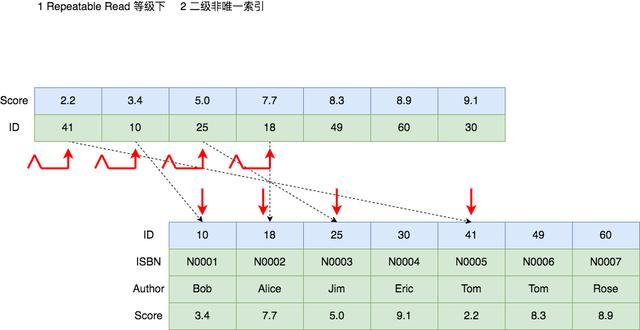 1 Repeatable Read 等级下 2 二级非唯一索引
Score 2.2 3.4 5.0 7.7 8.3 8.9 9.1
ID 41 10 25 18 49 60 30
ID 10 18 25 30 41 49 60
ISBN N0001 N0002 N0003 N0004 N0005 N0006 N0007
Author Bob Alice Jim Eric Tom Tom Rose
Score 3.4 7.7 5.0 9.1 2.2 8.3 8.9